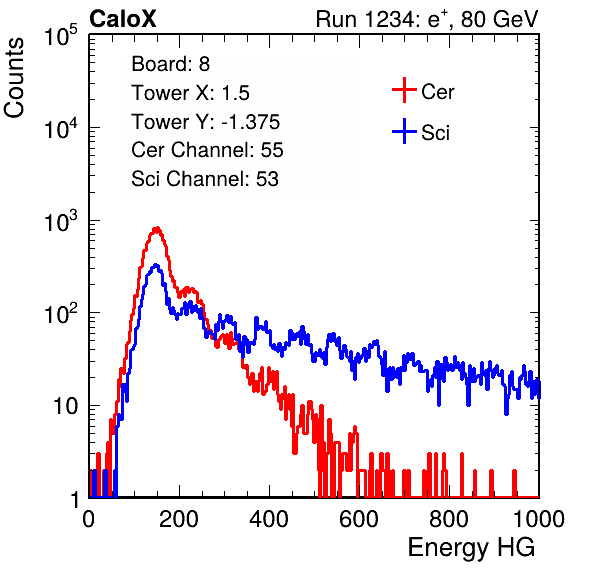 CaloX Run 1234: e⁺, 80 GeV
Counts
10⁵
10⁴
10³
10²
10
1
Board: 8
Tower X: 1.5
Tower Y: -1.375
Cer Channel: 55
Sci Channel: 53
Cer
Sci
0 200 400 600 800 1000
Energy HG